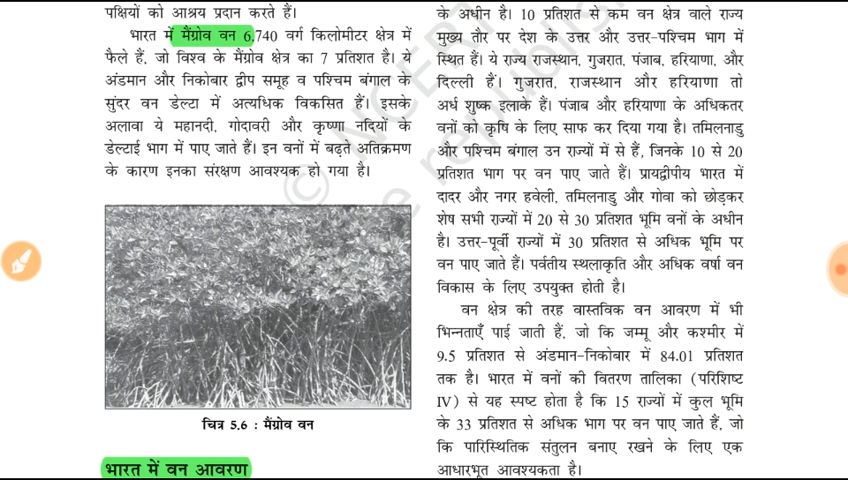 पक्षियों को आश्रय प्रदान करते हैं।
भारत में मैंग्रोव वन 6,740 वर्ग किलोमीटर क्षेत्र में
फैले हैं, जो विश्व के मैंग्रोव क्षेत्र का 7 प्रतिशत है। ये
अंडमान और निकोबार द्वीप समूह व पश्चिम बंगाल के
सुंदर वन डेल्टा में अत्यधिक विकसित हैं। इसके
अलावा ये महानदी, गोदावरी और कृष्णा नदियों के
डेल्टाई भाग में पाए जाते हैं। इन वनों में बढ़ते अतिक्रमण
के कारण इनका संरक्षण आवश्यक हो गया है।
चित्र 5.6 : मैंग्रोव वन
भारत में वन आवरण
के अधीन है। 10 प्रतिशत से कम वन क्षेत्र वाले राज्य
मुख्य तौर पर देश के उत्तर और उत्तर-पश्चिम भाग में
स्थित हैं। ये राज्य राजस्थान, गुजरात, पंजाब, हरियाणा, और
दिल्ली हैं। गुजरात, राजस्थान और हरियाणा तो
अर्ध शुष्क इलाके हैं। पंजाब और हरियाणा के अधिकतर
वनों को कृषि के लिए साफ कर दिया गया है। तमिलनाडु
और पश्चिम बंगाल उन राज्यों में से हैं, जिनके 10 से 20
प्रतिशत भाग पर वन पाए जाते हैं। प्रायद्वीपीय भारत में
दादर और नगर हवेली, तमिलनाडु और गोवा को छोड़कर
शेष सभी राज्यों में 20 से 30 प्रतिशत भूमि वनों के अधीन
है। उत्तर-पूर्वी राज्यों में 30 प्रतिशत से अधिक भूमि पर
वन पाए जाते हैं। पर्वतीय स्थलाकृति और अधिक वर्षा वन
विकास के लिए उपयुक्त होती है।
वन क्षेत्र की तरह वास्तविक वन आवरण में भी
भिन्नताएँ पाई जाती हैं, जो कि जम्मू और कश्मीर में
9.5 प्रतिशत से अंडमान-निकोबार में 84.01 प्रतिशत
तक है। भारत में वनों की वितरण तालिका (परिशिष्ट
IV) से यह स्पष्ट होता है कि 15 राज्यों में कुल भूमि
के 33 प्रतिशत से अधिक भाग पर वन पाए जाते हैं, जो
कि पारिस्थितिक संतुलन बनाए रखने के लिए एक
आधारभूत आवश्यकता है।
© NCERT
be republished